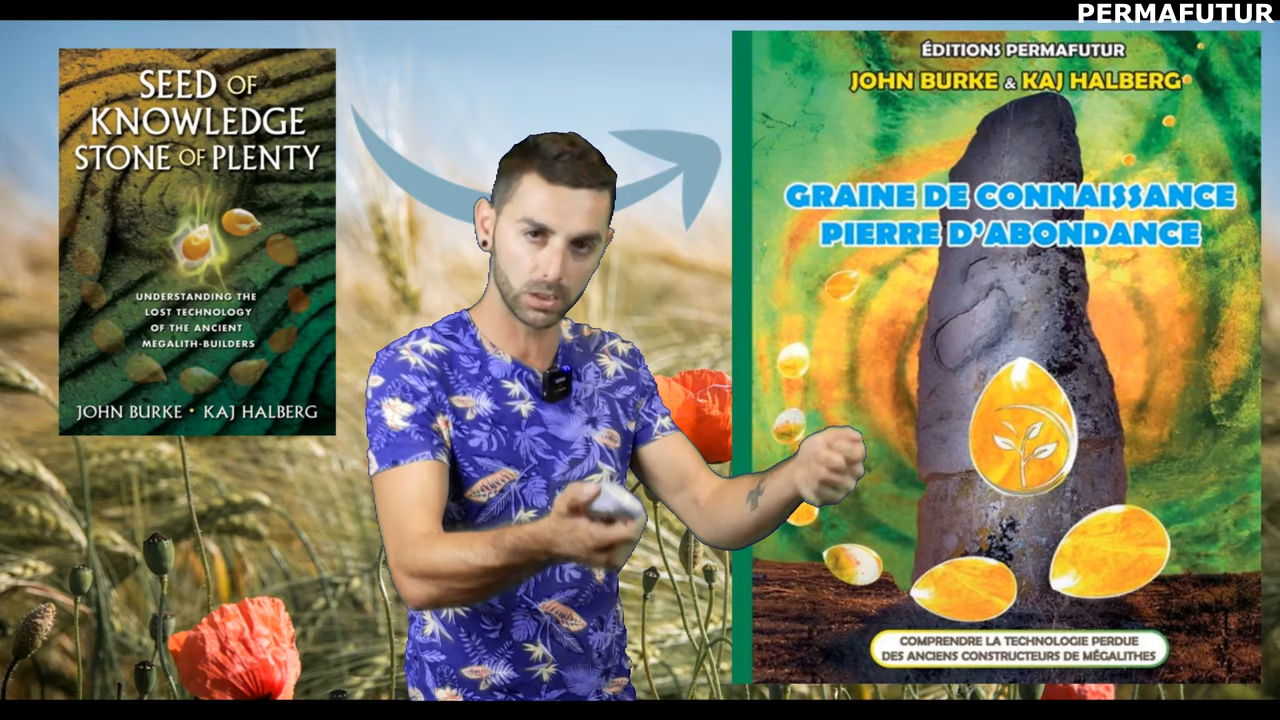 PERMAFUTUR
SEED OF
KNOWLEDGE
STONE OF PLENTY
UNDERSTANDING THE
LOST TECHNOLOGY
OF THE ANCIENT
MEGALITH-BUILDERS
JOHN BURKE • KAJ HALBERG
ÉDITIONS PERMAFUTUR
JOHN BURKE & KAJ HALBERG
GRAINE DE CONNAISSANCE
PIERRE D'ABONDANCE
COMPRENDRE LA TECHNOLOGIE PERDUE
DES ANCIENS CONSTRUCTEURS DE MÉGALITHES